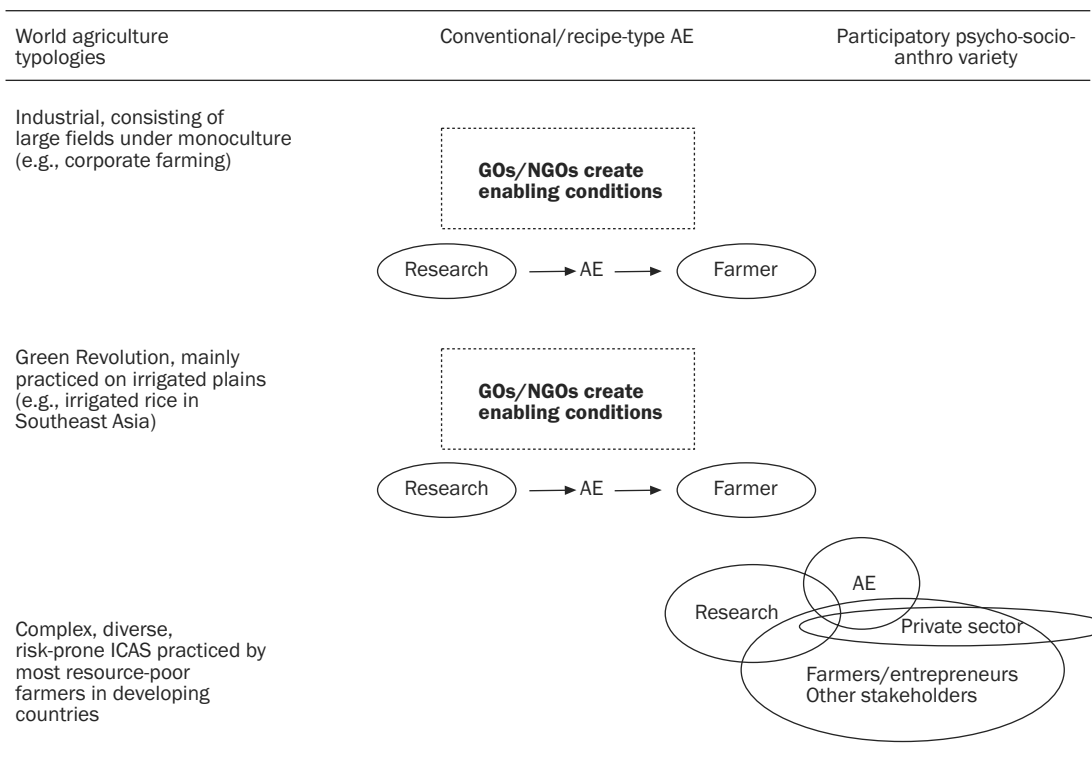 World agriculture
typologies
Conventional/recipe-type AE
Participatory psycho-socio-
anthro variety
Industrial, consisting of
large fields under monoculture
(e.g., corporate farming)
GOs/NGOs create
enabling conditions
Research
AE
Farmer
Green Revolution, mainly
practiced on irrigated plains
(e.g., irrigated rice in
Southeast Asia)
GOs/NGOs create
enabling conditions
Research
AE
Farmer
Complex, diverse,
risk-prone ICAS practiced by
most resource-poor
farmers in developing
countries
AE
Research
Private sector
Farmers/entrepreneurs
Other stakeholders